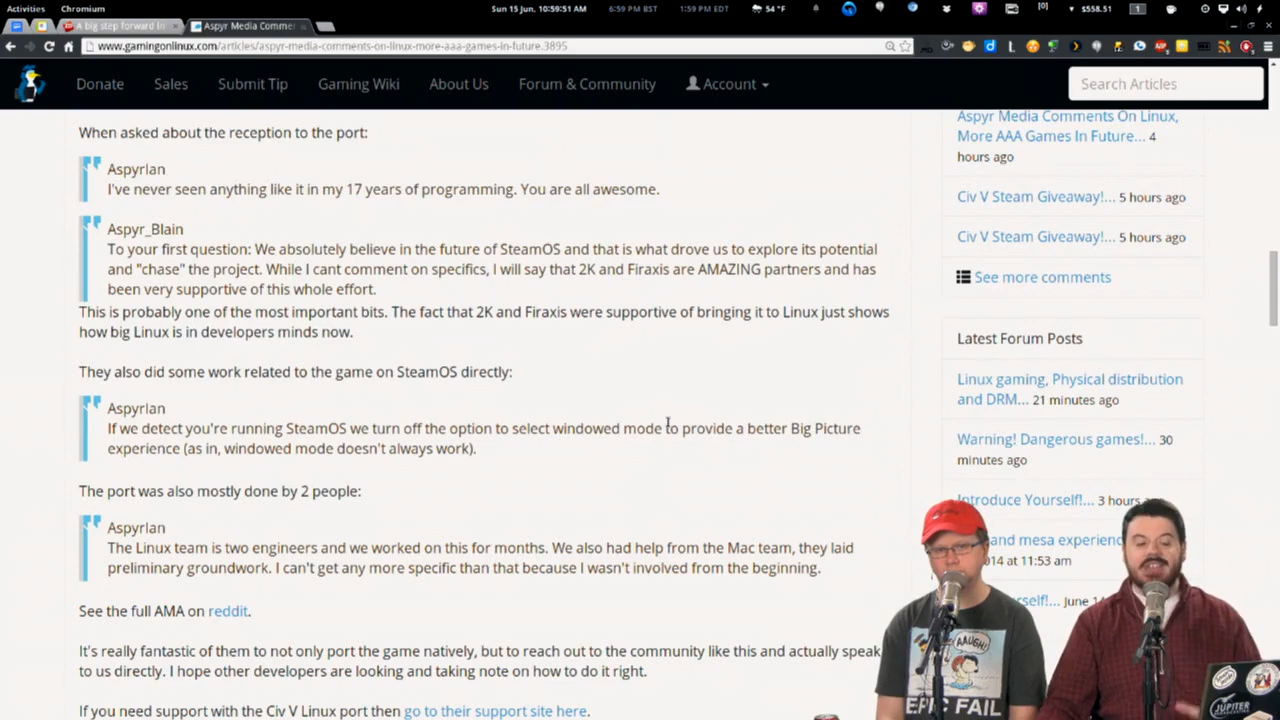 Activities Chromium Sun 15 Jun, 10:59:51 AM 6:59 PM BST 1:59 PM EDT 54 °F $558.51 1
A big step forward in Aspyr Media Comme
www.gamingonlinux.com/articles/aspyr-media-comments-on-linux-more-aaa-games-in-future.3895
Donate Sales Submit Tip Gaming Wiki About Us Forum & Community Account Search Articles
When asked about the reception to the port:
AspyrIan
I've never seen anything like it in my 17 years of programming. You are all awesome.
Aspyr_Blain
To your first question: We absolutely believe in the future of SteamOS and that is what drove us to explore its potential
and "chase" the project. While I cant comment on specifics, I will say that 2K and Firaxis are AMAZING partners and has
been very supportive of this whole effort.
This is probably one of the most important bits. The fact that 2K and Firaxis were supportive of bringing it to Linux just shows
how big Linux is in developers minds now.
They also did some work related to the game on SteamOS directly:
AspyrIan
If we detect you're running SteamOS we turn off the option to select windowed mode to provide a better Big Picture
experience (as in, windowed mode doesn't always work).
The port was also mostly done by 2 people:
AspyrIan
The Linux team is two engineers and we worked on this for months. We also had help from the Mac team, they laid
preliminary groundwork. I can't get any more specific than that because I wasn't involved from the beginning.
See the full AMA on reddit.
It's really fantastic of them to not only port the game natively, but to reach out to the community like this and actually speak
to us directly. I hope other developers are looking and taking note on how to do it right.
If you need support with the Civ V Linux port then go to their support site here.
Aspyr Media Comments On Linux,
More AAA Games In Future... 4
hours ago
Civ V Steam Giveaway!... 5 hours ago
Civ V Steam Giveaway!... 5 hours ago
See more comments
Latest Forum Posts
Linux gaming, Physical distribution
and DRM... 21 minutes ago
Warning! Dangerous games!... 30
minutes ago
Introduce Yourself!... 3 hours
and mesa experienc
014 at 11:53 am
rself!... June 1
AAUGH!
EPIC FAIL
JUPITER